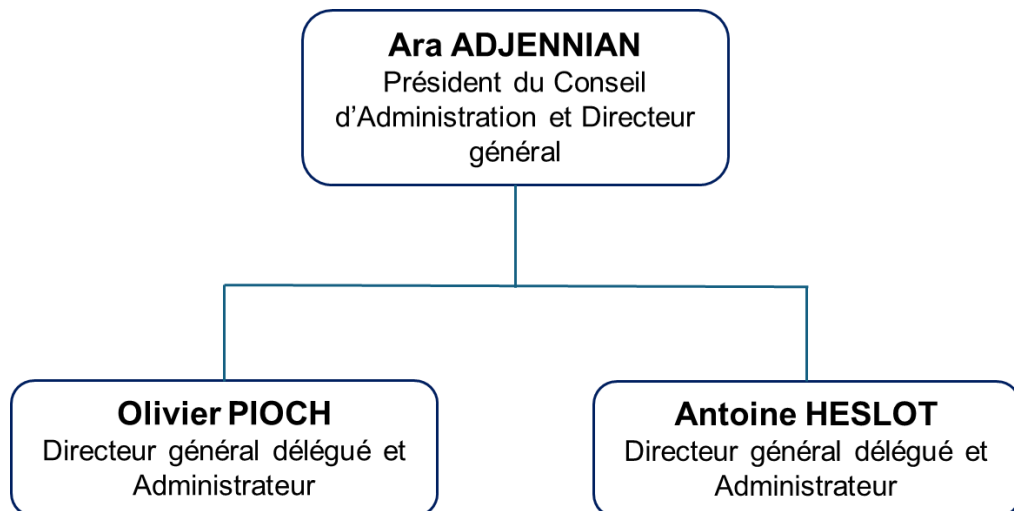 Ara ADJENNIAN
Président du Conseil
d’Administration et Directeur
général
Olivier PIOCH
Directeur général délégué et
Administrateur
Antoine HESLOT
Directeur général délégué et
Administrateur